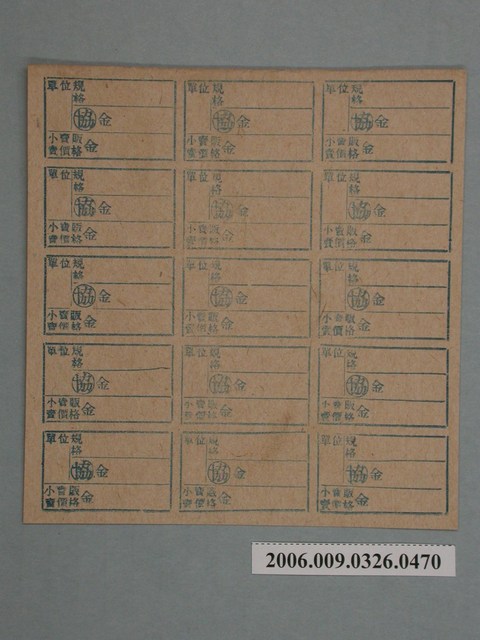 單位規 單位規 單位規
格 格 格
協 金 協 金 協 金
小賣販 小賣販 小賣販
賣價格 金 賣價格 金 賣價格 金
單位規 單位規 單位規
格 格 格
協 金 協 金 協 金
小賣販 小賣販 小賣販
賣價格 金 賣價格 金 賣價格 金
單位規 單位規 單位規
格 格 格
協 金 協 金 協 金
小賣販 小賣販 小賣販
賣價格 金 賣價格 金 賣價格 金
單位規 單位規 單位規
格 格 格
協 金 協 金 協 金
小賣販 小賣販 小賣販
賣價格 金 賣價格 金 賣價格 金
單位規 單位規 單位規
格 格 格
協 金 協 金 協 金
小賣販 小賣販 小賣販
賣價格 金 賣價格 金 賣價格 金
2006.009.0326.0470